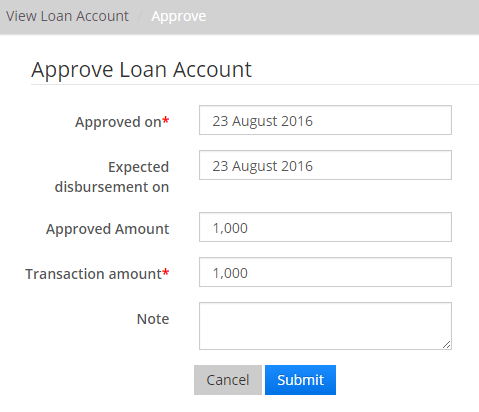 View Loan Account / Approve
Approve Loan Account
Approved on* 23 August 2016
Expected
disbursement on 23 August 2016
Approved Amount 1,000
Transaction amount* 1,000
Note
Cancel Submit